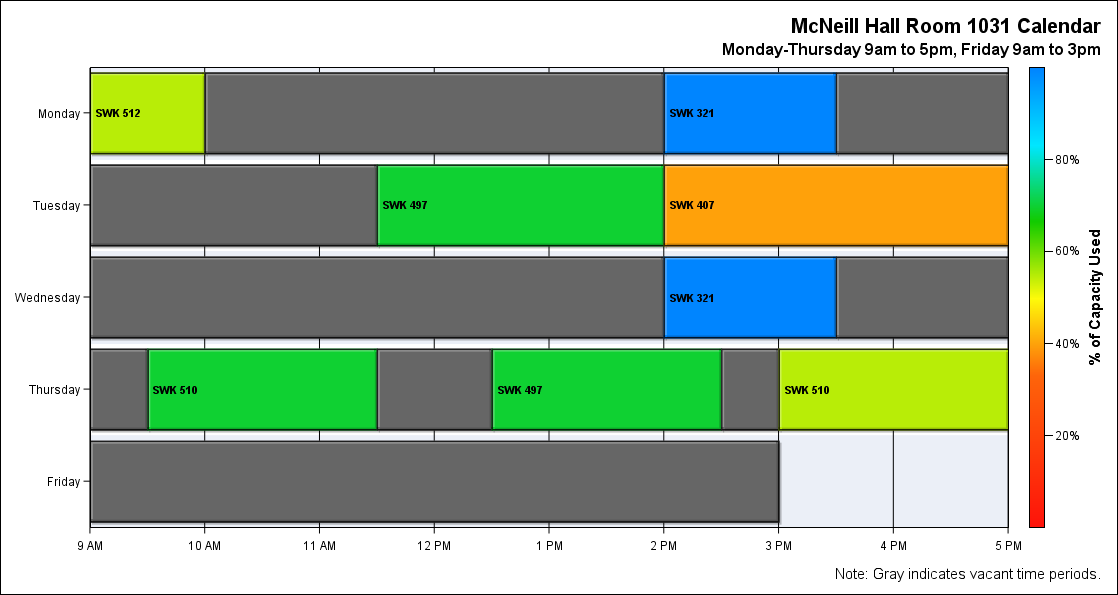 McNeill Hall Room 1031 Calendar
Monday-Thursday 9am to 5pm, Friday 9am to 3pm
Monday
SWK 512
SWK 321
Tuesday
SWK 497
SWK 407
Wednesday
SWK 321
Thursday
SWK 510
SWK 497
SWK 510
Friday
9 AM
10 AM
11 AM
12 PM
1 PM
2 PM
3 PM
4 PM
5 PM
80%
60%
40%
20%
% of Capacity Used
Note: Gray indicates vacant time periods.